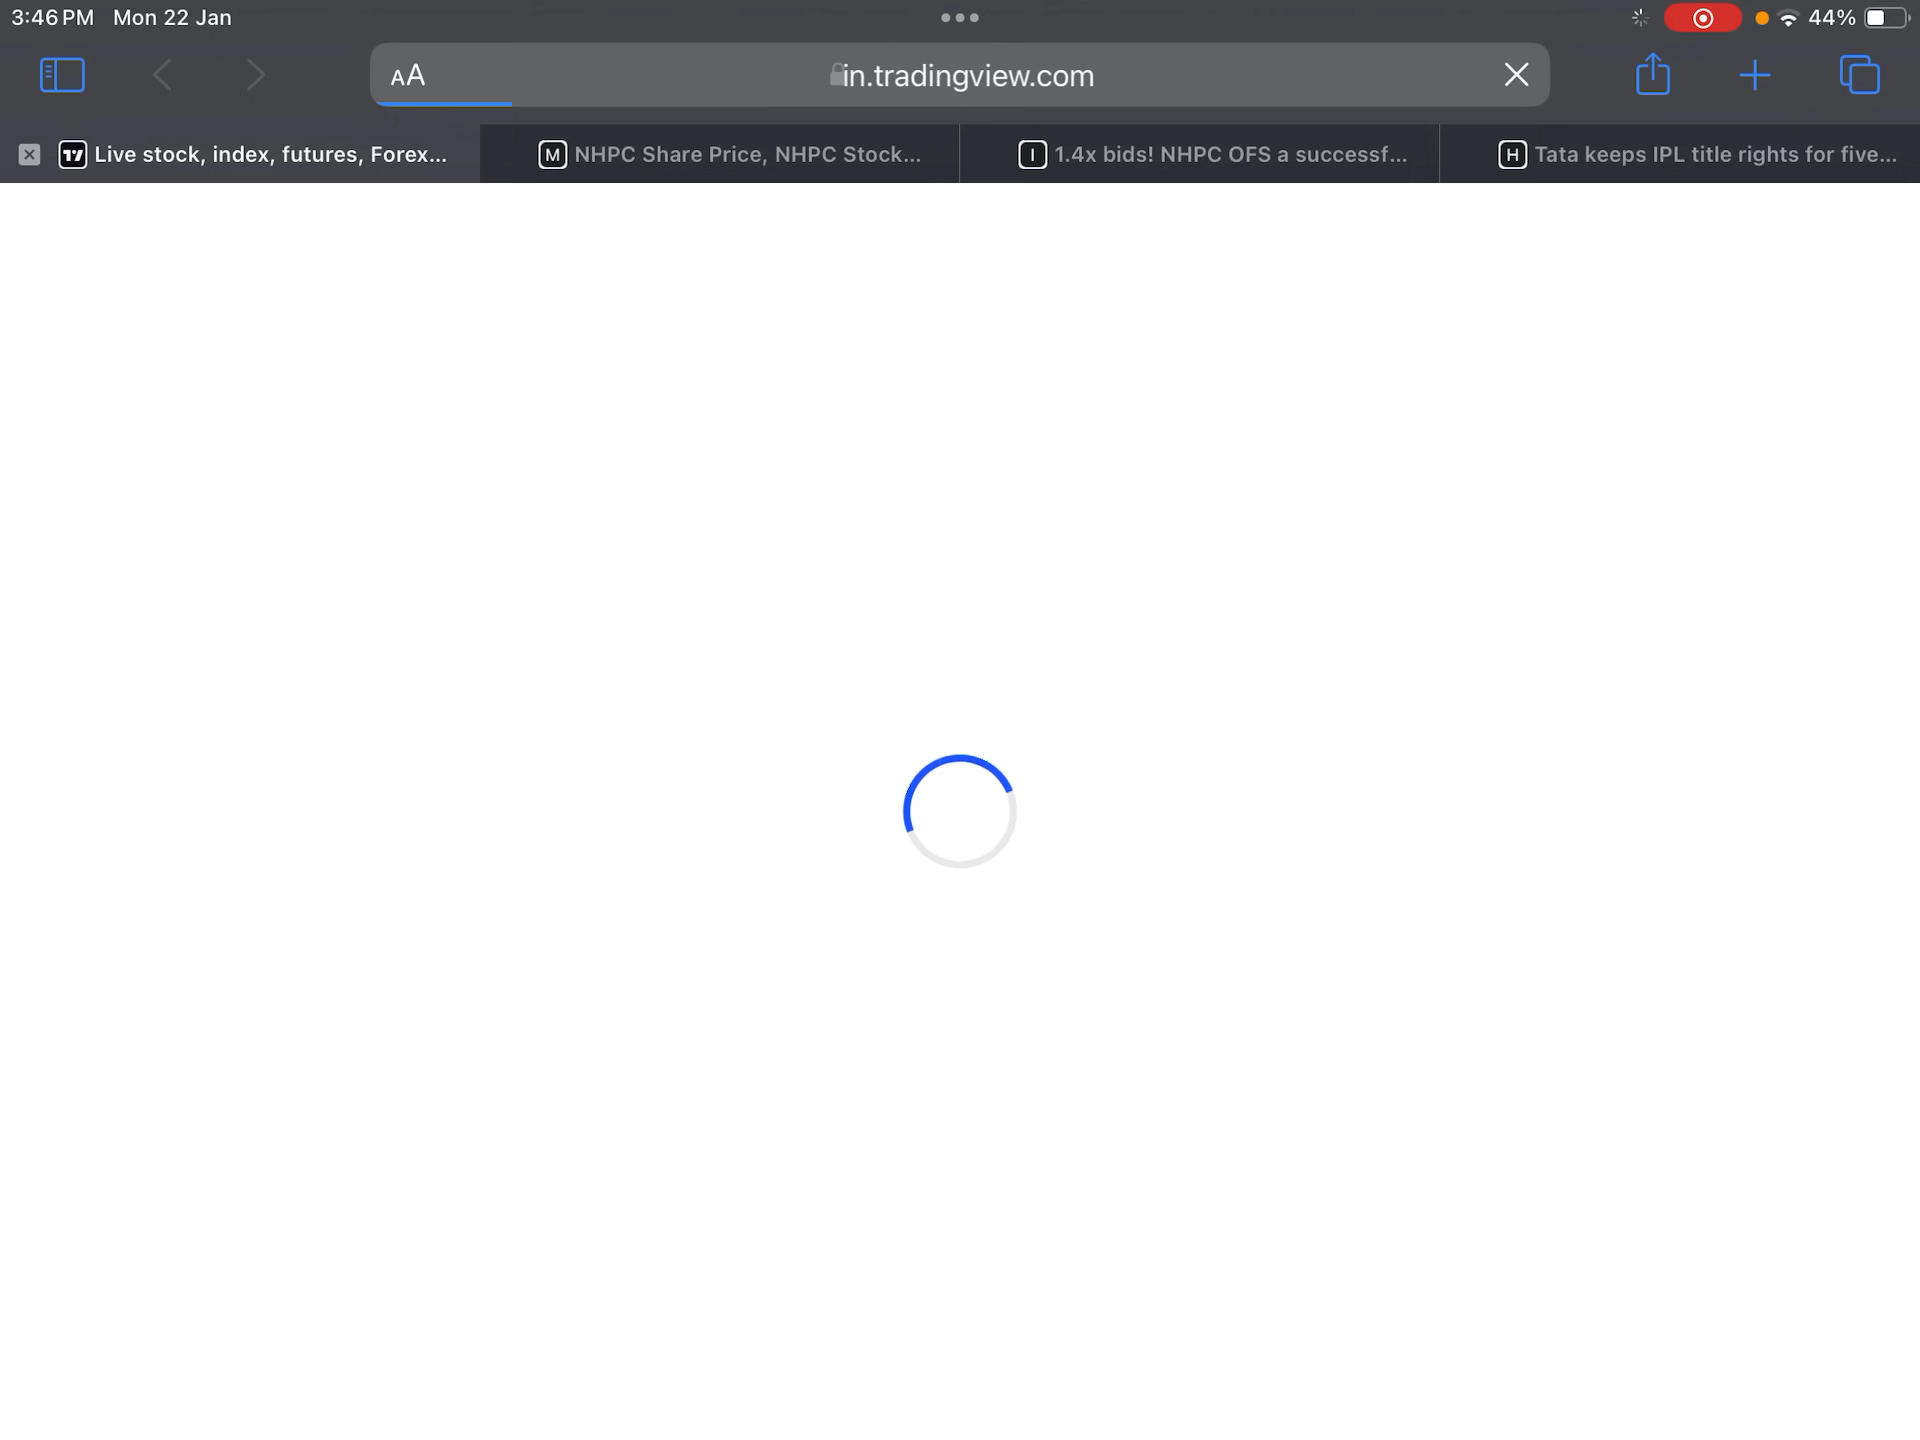 3:46 PM Mon 22 Jan
44%
AA
in.tradingview.com
Live stock, index, futures, Forex...
M NHPC Share Price, NHPC Stock...
I 1.4x bids! NHPC OFS a successf...
H Tata keeps IPL title rights for five...